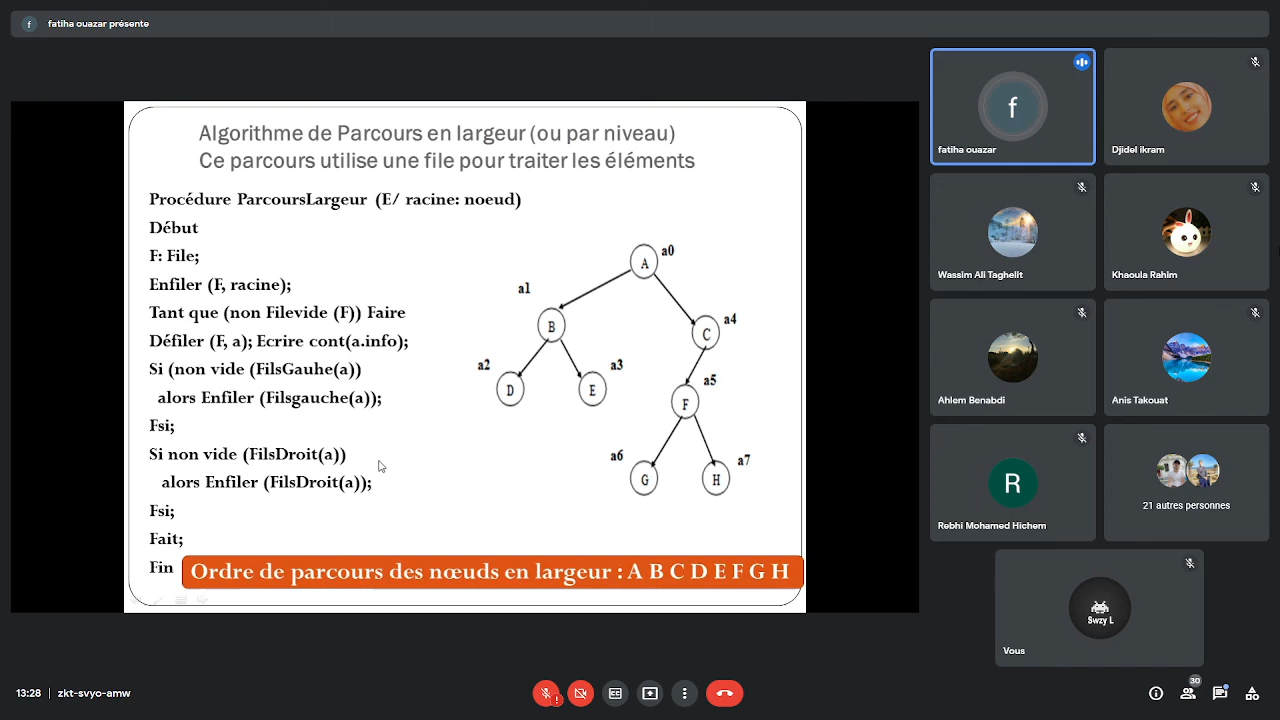 f fatiha ouazar présente
Algorithme de Parcours en largeur (ou par niveau)
Ce parcours utilise une file pour traiter les éléments
Procédure ParcoursLargeur (E/ racine: noeud)
Début
F: File;
Enfiler (F, racine);
Tant que (non Filevide (F)) Faire
Défiler (F, a); Ecrire cont(a.info);
Si (non vide (FilsGauhe(a))
alors Enfiler (Filsgauche(a));
Fsi;
Si non vide (FilsDroit(a))
alors Enfiler (FilsDroit(a));
Fsi;
Fait;
Fin
A a0
a1
B
C a4
a2
D
E a3
F a5
a6
G
H a7
Ordre de parcours des nœuds en largeur : A B C D E F G H
f
fatiha ouazar
Djidel ikram
Wassim Ali Taghelit
Khaoula Rahim
Ahlem Benabdi
Anis Takouat
R
Rebhi Mohamed Hichem
21 autres personnes
Swzy L
Vous
13:28 | zkt-svyo-amw
30